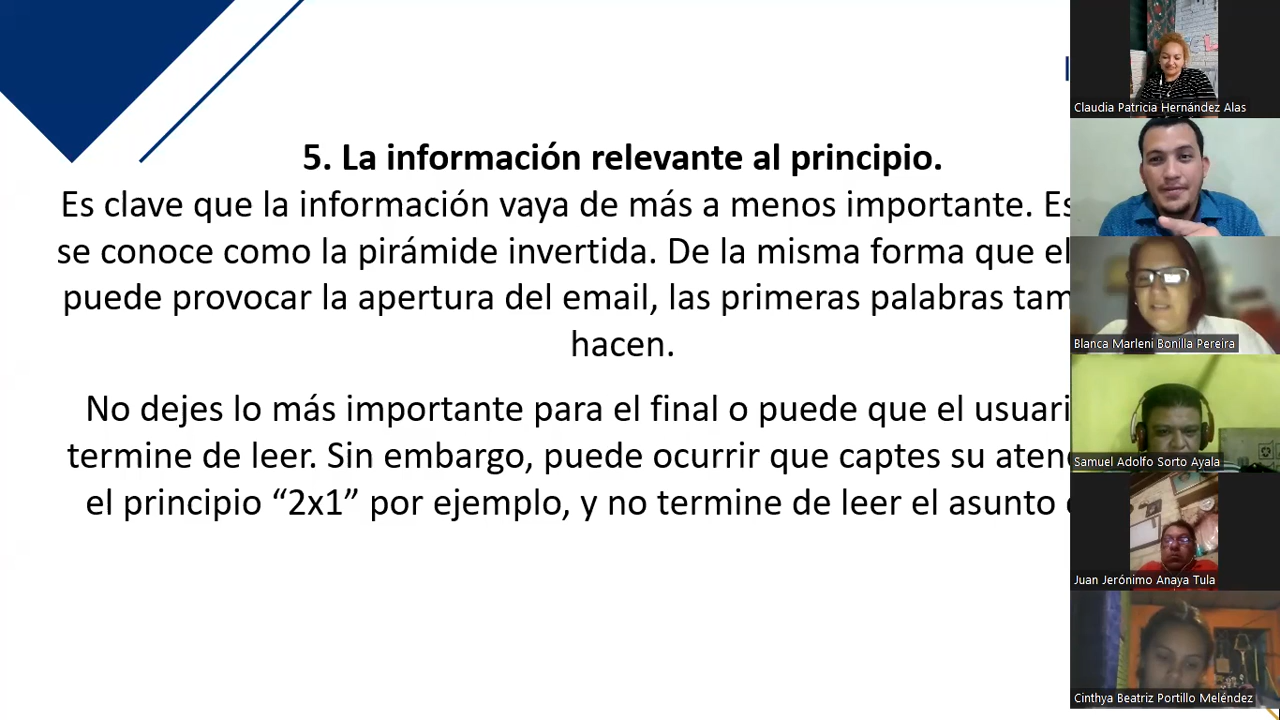 5. La información relevante al principio.
Es clave que la información vaya de más a menos importante.
se conoce como la pirámide invertida. De la misma forma que el
puede provocar la apertura del email, las primeras palabras
hacen.
No dejes lo más importante para el final o puede que el
termine de leer. Sin embargo, puede ocurrir que captes su
el principio “2x1” por ejemplo, y no termine de leer el asunto
Claudia Patricia Hernández Alas
Blanca Marleni Bonilla Pereira
Samuel Adolfo Sorto Ayala
Juan Jerónimo Anaya Tula
Cinthya Beatriz Portillo Meléndez